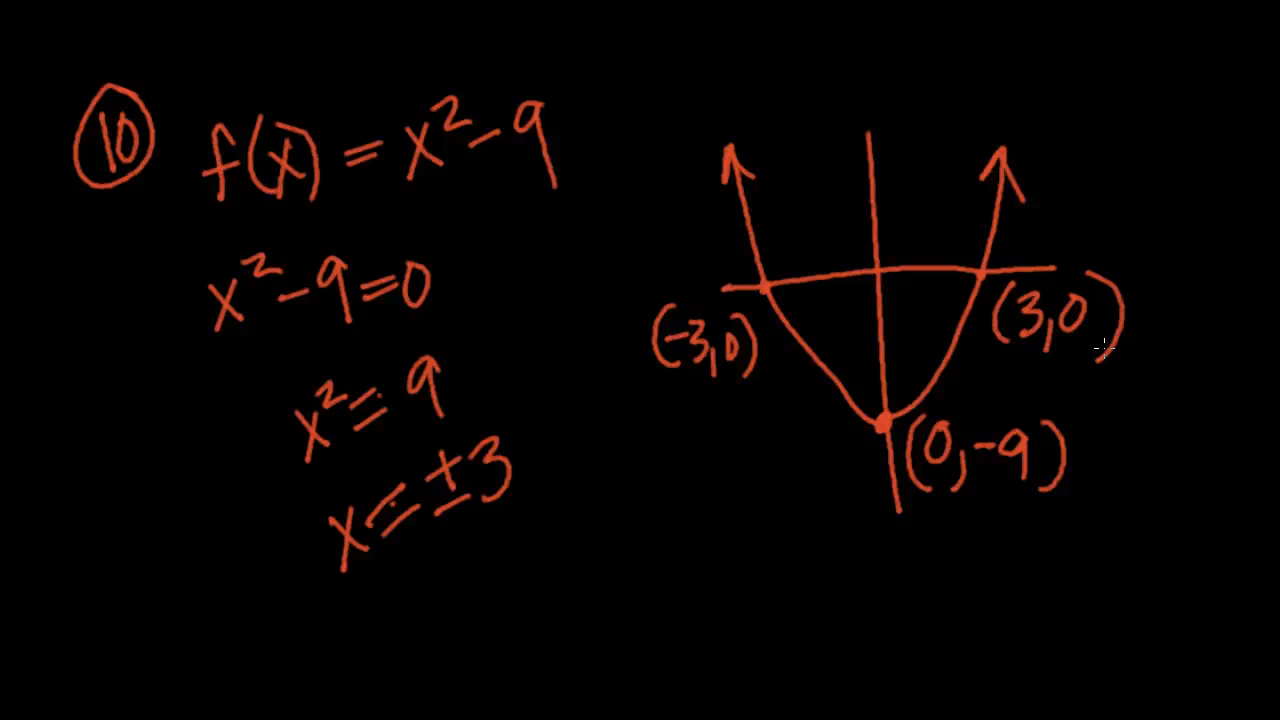 10 f(x) = x² - 9
x² - 9 = 0
x² = 9
x = ±3
(-3,0)
(3,0)
(0,-9)